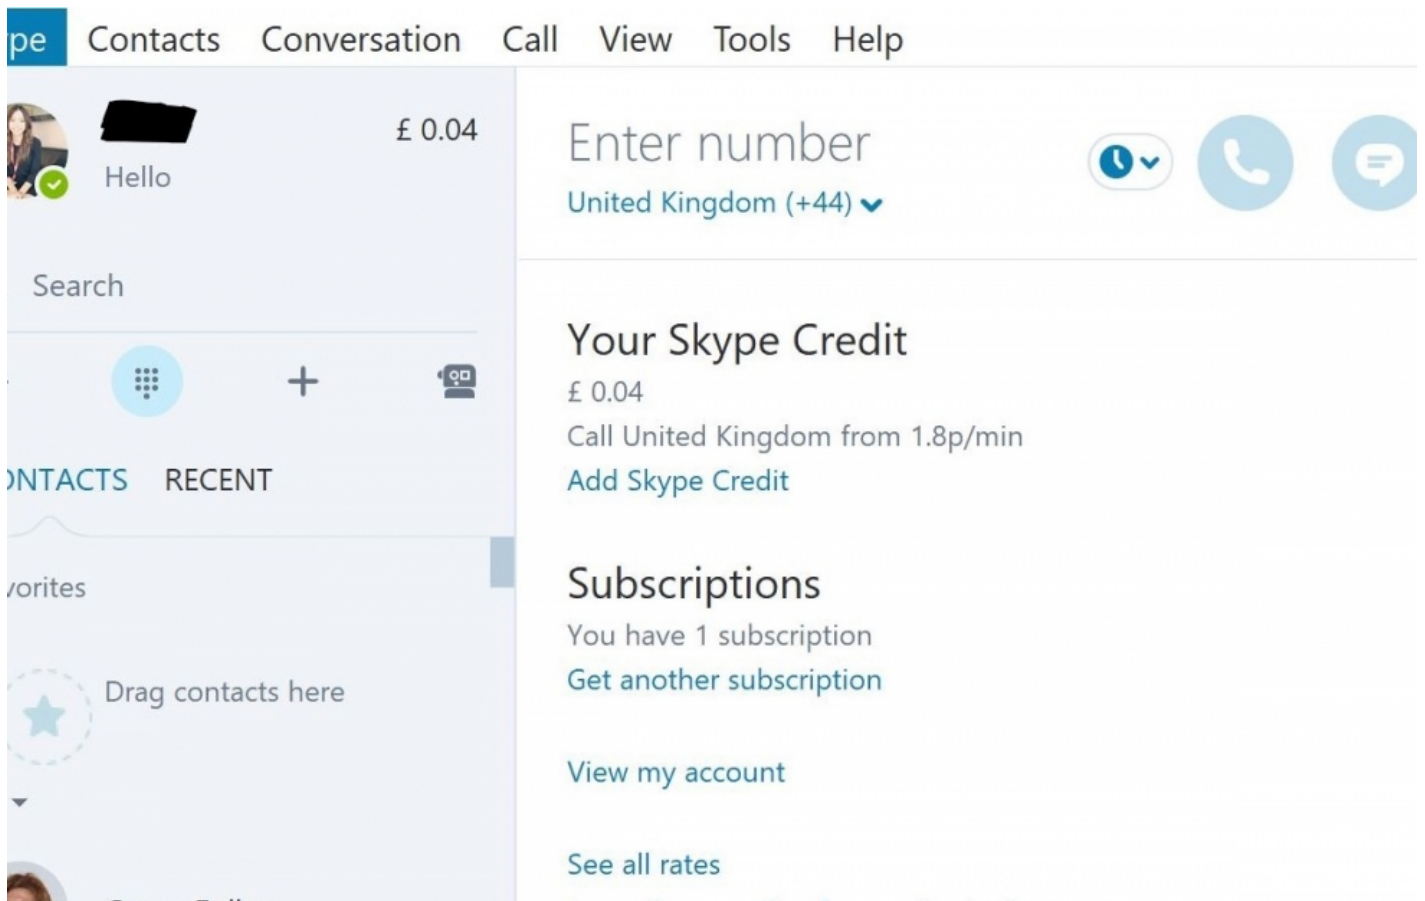 pe Contacts Conversation Call View Tools Help
£ 0.04
Hello
Search
ONTACTS RECENT
vorites
Drag contacts here
Enter number
United Kingdom (+44)
Your Skype Credit
£ 0.04
Call United Kingdom from 1.8p/min
Add Skype Credit
Subscriptions
You have 1 subscription
Get another subscription
View my account
See all rates